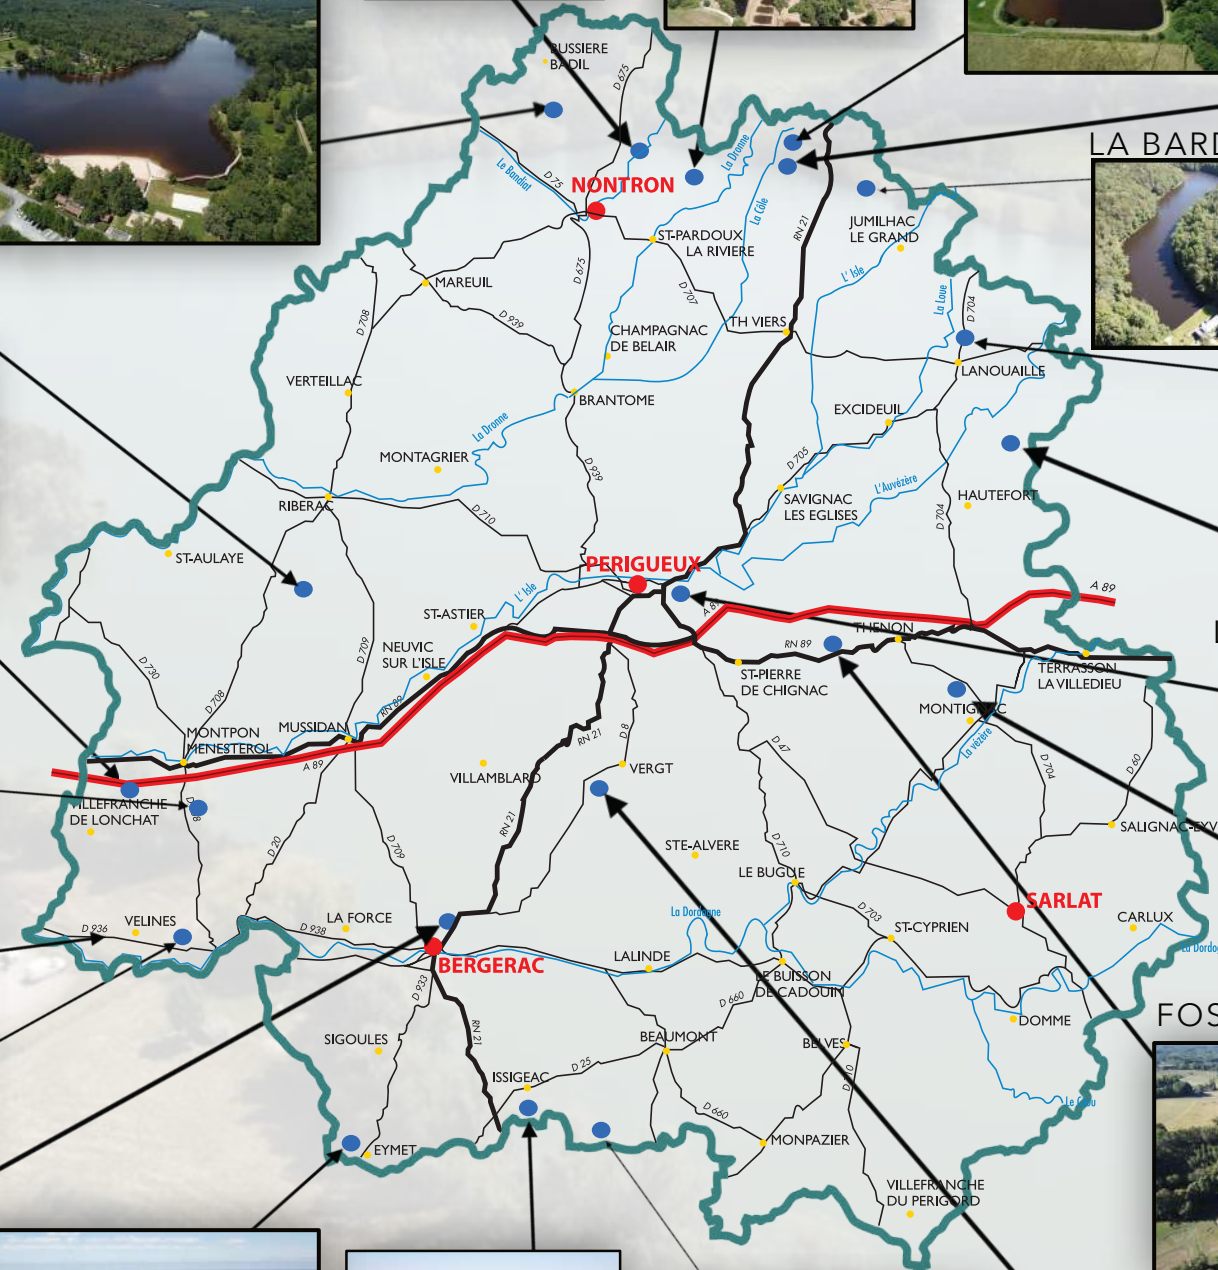 BUSSIERE
BADIL
D 675
LA BARD
Le Bandiat
D 75
NONTRON
La Dronne
La Côle
RN 21
JUMILHAC
LE GRAND
ST-PARDOUX
LA RIVIERE
D 675
MAREUIL
L' Isle
La Loue
D 704
D 707
D 708
D 939
CHAMPAGNAC
DE BELAIR
TH VIERS
LANOUAILLE
VERTEILLAC
BRANTOME
EXCIDEUIL
La Dronne
MONTAGRIER
D 939
D 705
L'Auvézère
RIBERAC
D 710
SAVIGNAC
LES EGLISES
HAUTEFORT
D 704
ST-AULAYE
PERIGUEUX
L' Isle
A 89
A 89
ST-ASTIER
THENON
NEUVIC
SUR L'ISLE
D 709
RN 89
ST-PIERRE
DE CHIGNAC
TERRASSON
LA VILLEDIEU
L
D 730
D 708
RN 89
MONTIGNAC
MONTPON
MENESTEROL
MUSSIDAN
A 89
RN 21
D 8
D 47
La vézère
D 704
D 60
VILLAMBLARD
VERGT
VILLEFRANCHE
DE LONCHAT
D 20
D 709
RN 21
STE-ALVERE
D 710
SALIGNAC-EYV
LE BUGUE
SARLAT
D 936
VELINES
LA FORCE
D 938
La Dordogne
D 703
ST-CYPRIEN
CARLUX
La Dordog
BERGERAC
LALINDE
LE BUISSON
DE CADOUIN
D 933
D 660
FOS
DOMME
SIGOULES
RN 21
BEAUMONT
BELVES
ISSIGEAC
D 25
D 660
EYMET
MONPAZIER
VILLEFRANCHE
DU PERIGORD